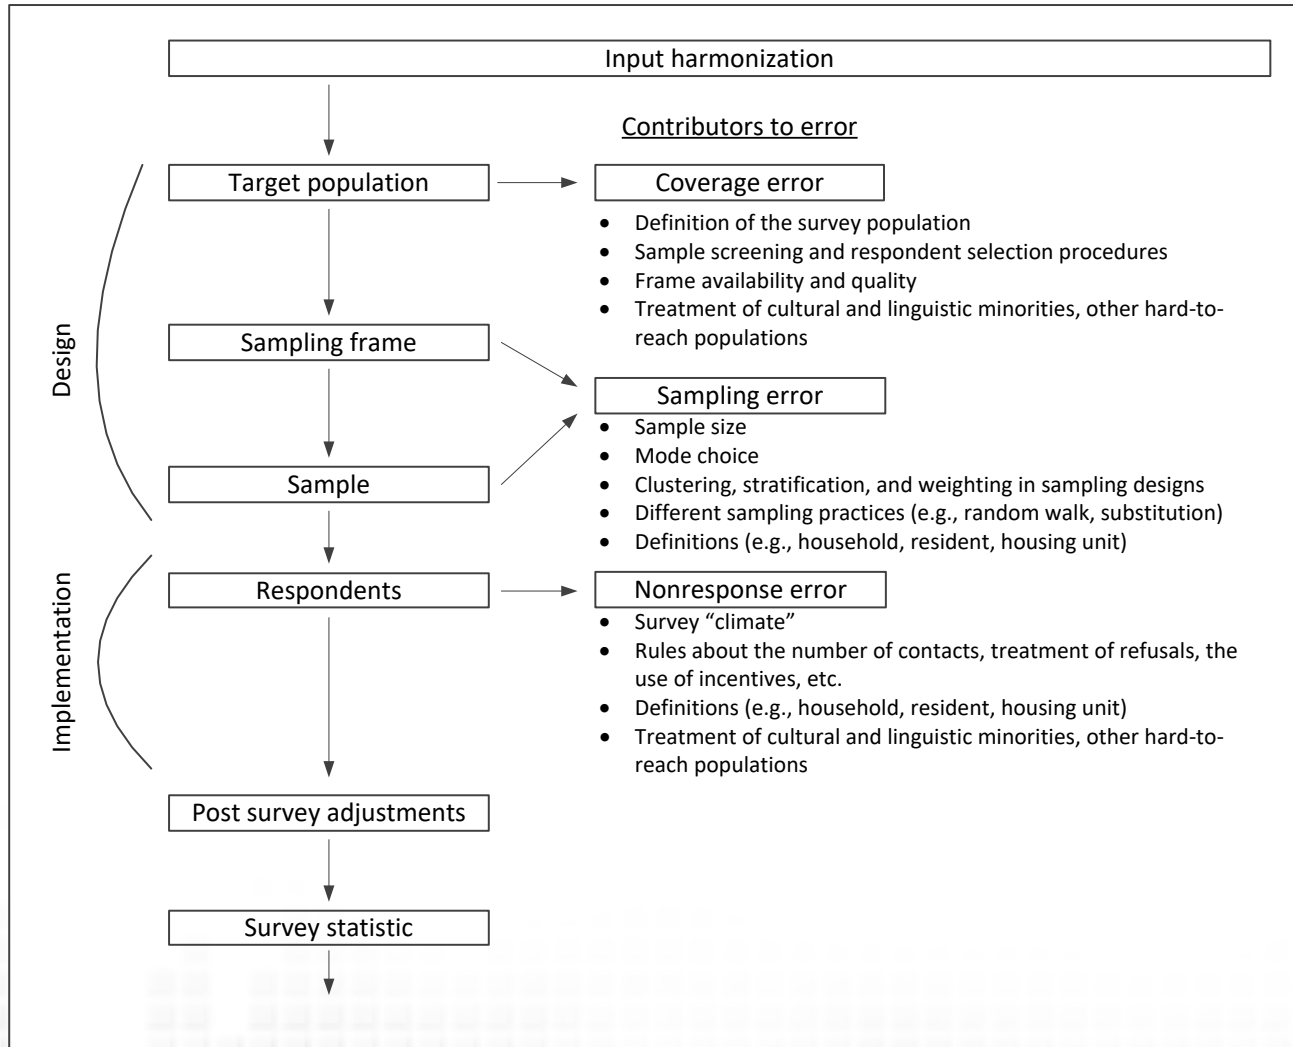 Input harmonization
Contributors to error
Target population
Coverage error
• Definition of the survey population
• Sample screening and respondent selection procedures
• Frame availability and quality
• Treatment of cultural and linguistic minorities, other hard-to-
reach populations
Design
Sampling frame
Sampling error
• Sample size
• Mode choice
• Clustering, stratification, and weighting in sampling designs
• Different sampling practices (e.g., random walk, substitution)
• Definitions (e.g., household, resident, housing unit)
Sample
Implementation
Respondents
Nonresponse error
• Survey “climate”
• Rules about the number of contacts, treatment of refusals, the
use of incentives, etc.
• Definitions (e.g., household, resident, housing unit)
• Treatment of cultural and linguistic minorities, other hard-to-
reach populations
Post survey adjustments
Survey statistic